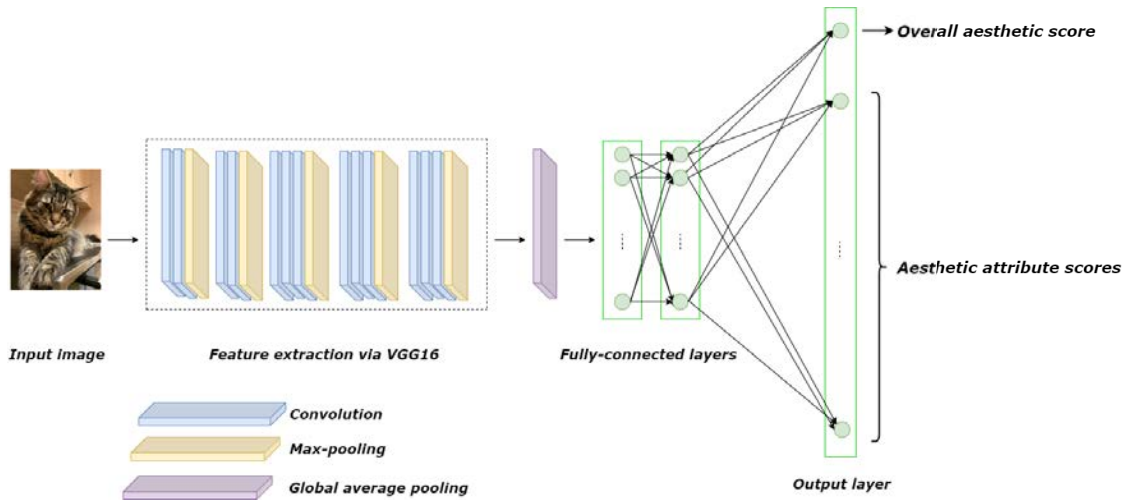 Overall aesthetic score
Aesthetic attribute scores
Input image
Feature extraction via VGG16
Fully-connected layers
Convolution
Max-pooling
Global average pooling
Output layer